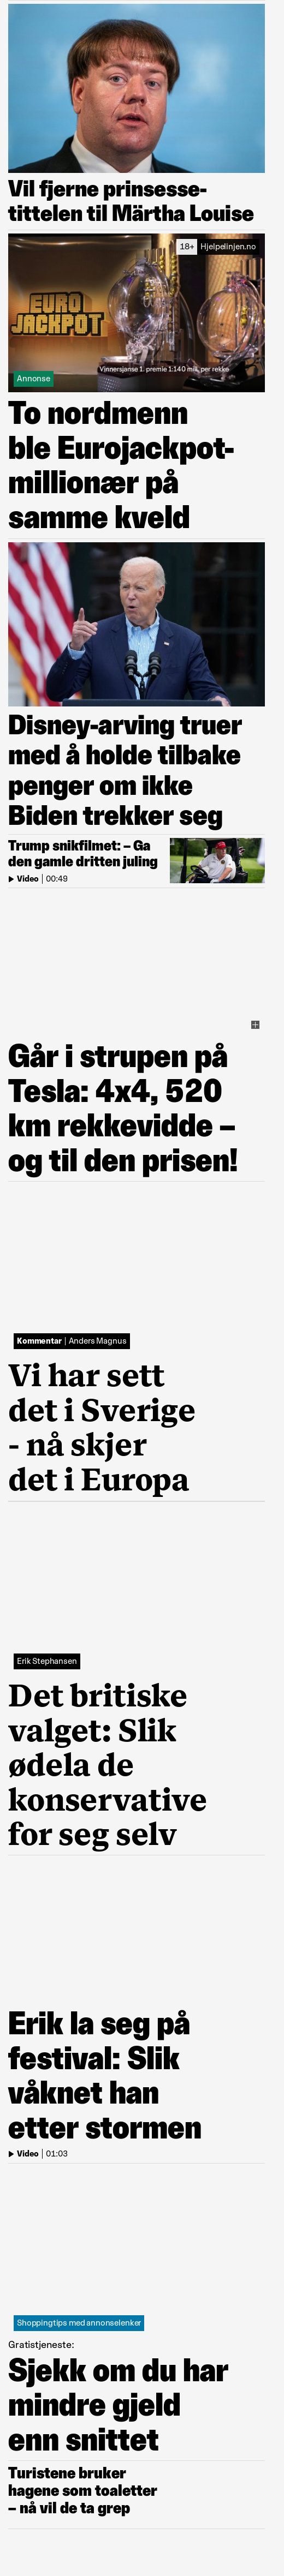 Vil fjerne prinsesse-
tittelen til Märtha Louise
18+ Hjelpelinjen.no
EURO
JACKPOT
Vinnersjanse 1. premie 1:140 mill. per rekke
Annonse
To nordmenn
ble Eurojackpot-
millionær på
samme kveld
Disney-arving truer
med å holde tilbake
penger om ikke
Biden trekker seg
Trump snikfilmet: – Ga
den gamle dritten juling
Video | 00:49
Går i strupen på
Tesla: 4x4, 520
km rekkevidde –
og til den prisen!
Kommentar | Anders Magnus
Vi har sett
det i Sverige
- nå skjer
det i Europa
Erik Stephansen
Det britiske
valget: Slik
ødela de
konservative
for seg selv
Erik la seg på
festival: Slik
våknet han
etter stormen
Video | 01:03
Shoppingtips med annonselenker
Gratistjeneste:
Sjekk om du har
mindre gjeld
enn snittet
Turistene bruker
hagene som toaletter
– nå vil de ta grep